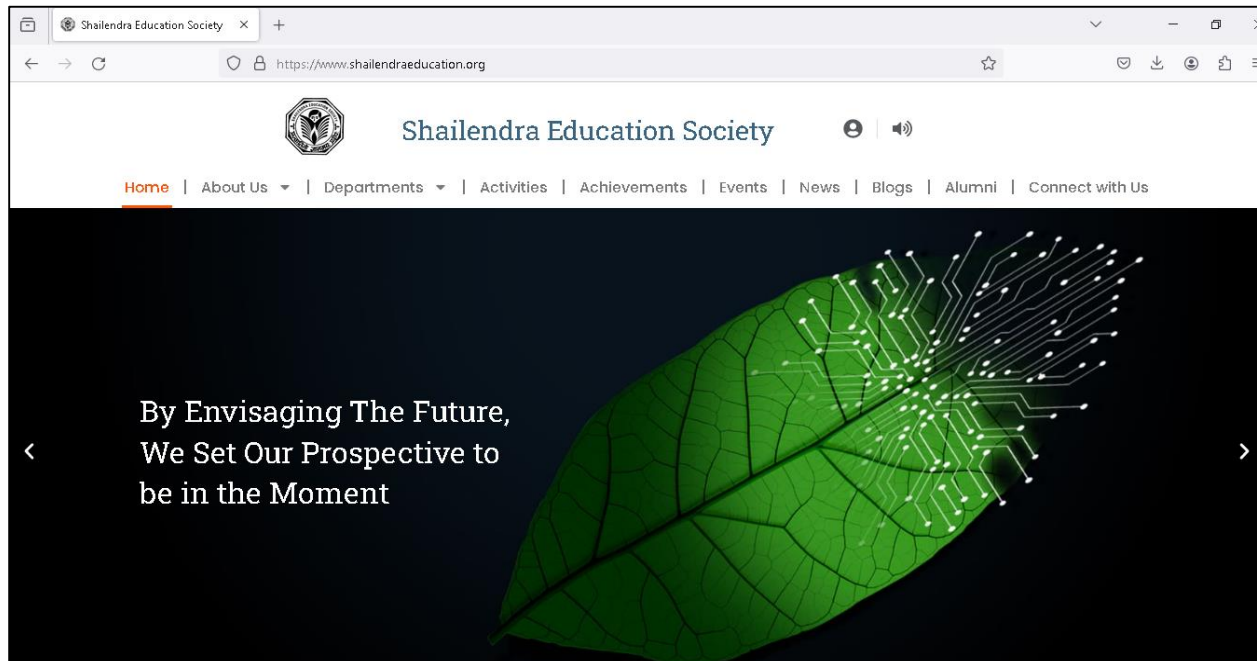 Shailendra Education Society
https://www.shailendraeducation.org
Shailendra Education Society
Home | About Us | Departments | Activities | Achievements | Events | News | Blogs | Alumni | Connect with Us
By Envisaging The Future,
We Set Our Prospective to
be in the Moment